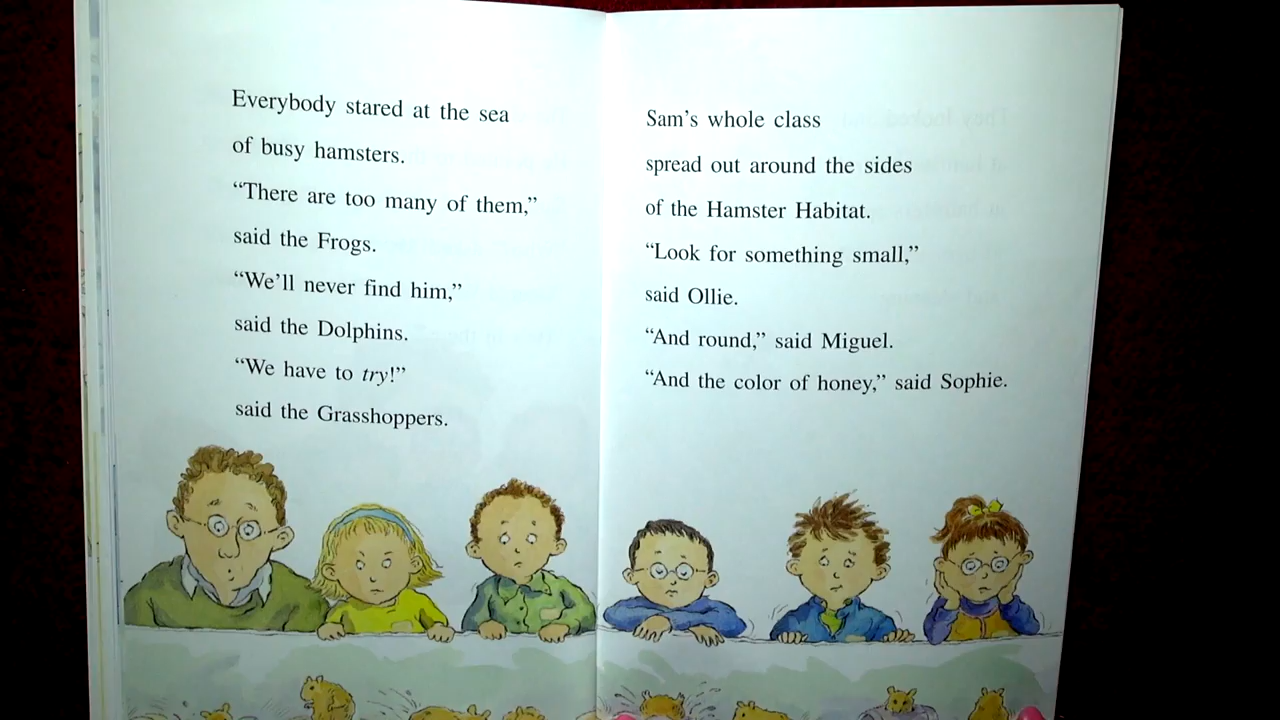 Everybody stared at the sea
of busy hamsters.
“There are too many of them,”
said the Frogs.
“We’ll never find him,”
said the Dolphins.
“We have to try!”
said the Grasshoppers.
Sam’s whole class
spread out around the sides
of the Hamster Habitat.
“Look for something small,”
said Ollie.
“And round,” said Miguel.
“And the color of honey,” said Sophie.